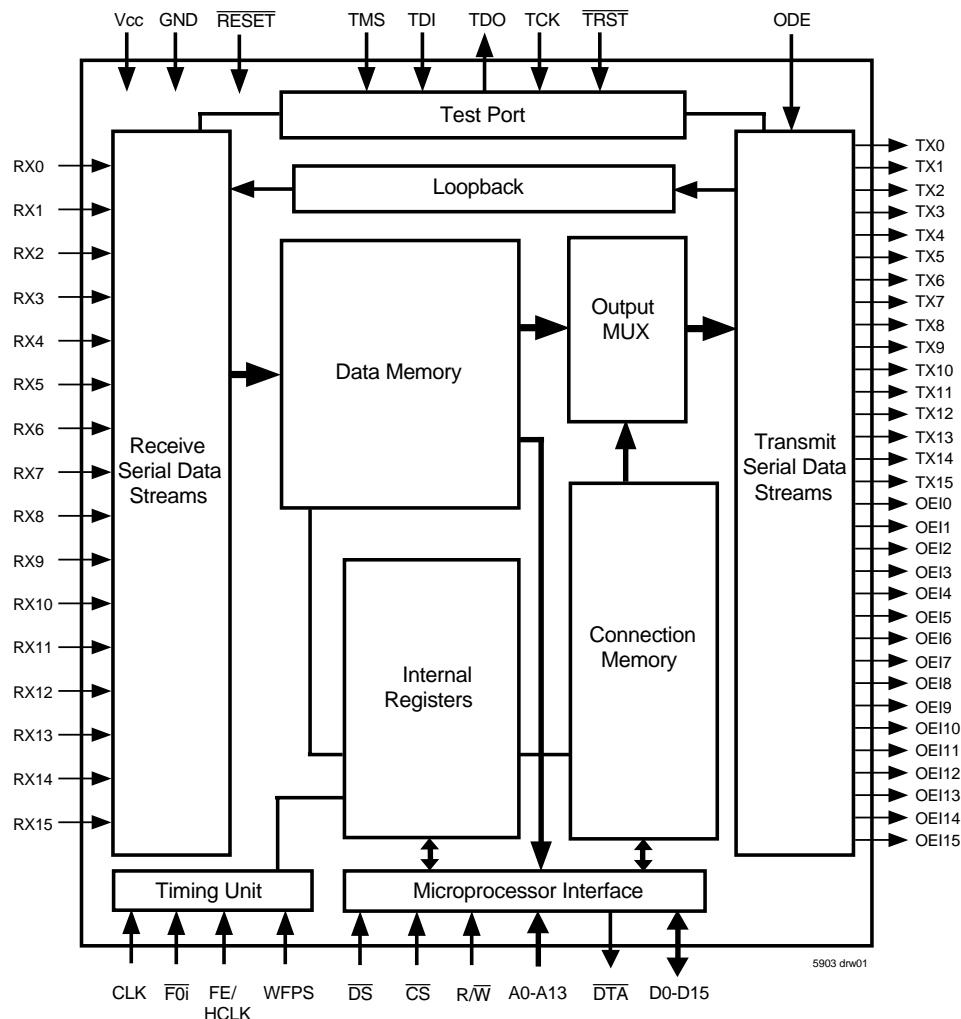 Vcc GND RESET TMS TDI TDO TCK TRST ODE
Test Port
Loopback
RX0
RX1
RX2
RX3
RX4
RX5
RX6
RX7
RX8
RX9
RX10
RX11
RX12
RX13
RX14
RX15
Receive
Serial Data
Streams
Data Memory
Output
MUX
Internal
Registers
Connection
Memory
Transmit
Serial Data
Streams
TX0
TX1
TX2
TX3
TX4
TX5
TX6
TX7
TX8
TX9
TX10
TX11
TX12
TX13
TX14
TX15
OEI0
OEI1
OEI2
OEI3
OEI4
OEI5
OEI6
OEI7
OEI8
OEI9
OEI10
OEI11
OEI12
OEI13
OEI14
OEI15
Timing Unit
Microprocessor Interface
5903 drw01
CLK F0i FE/ WFPS DS CS R/W A0-A13 DTA D0-D15
HCLK